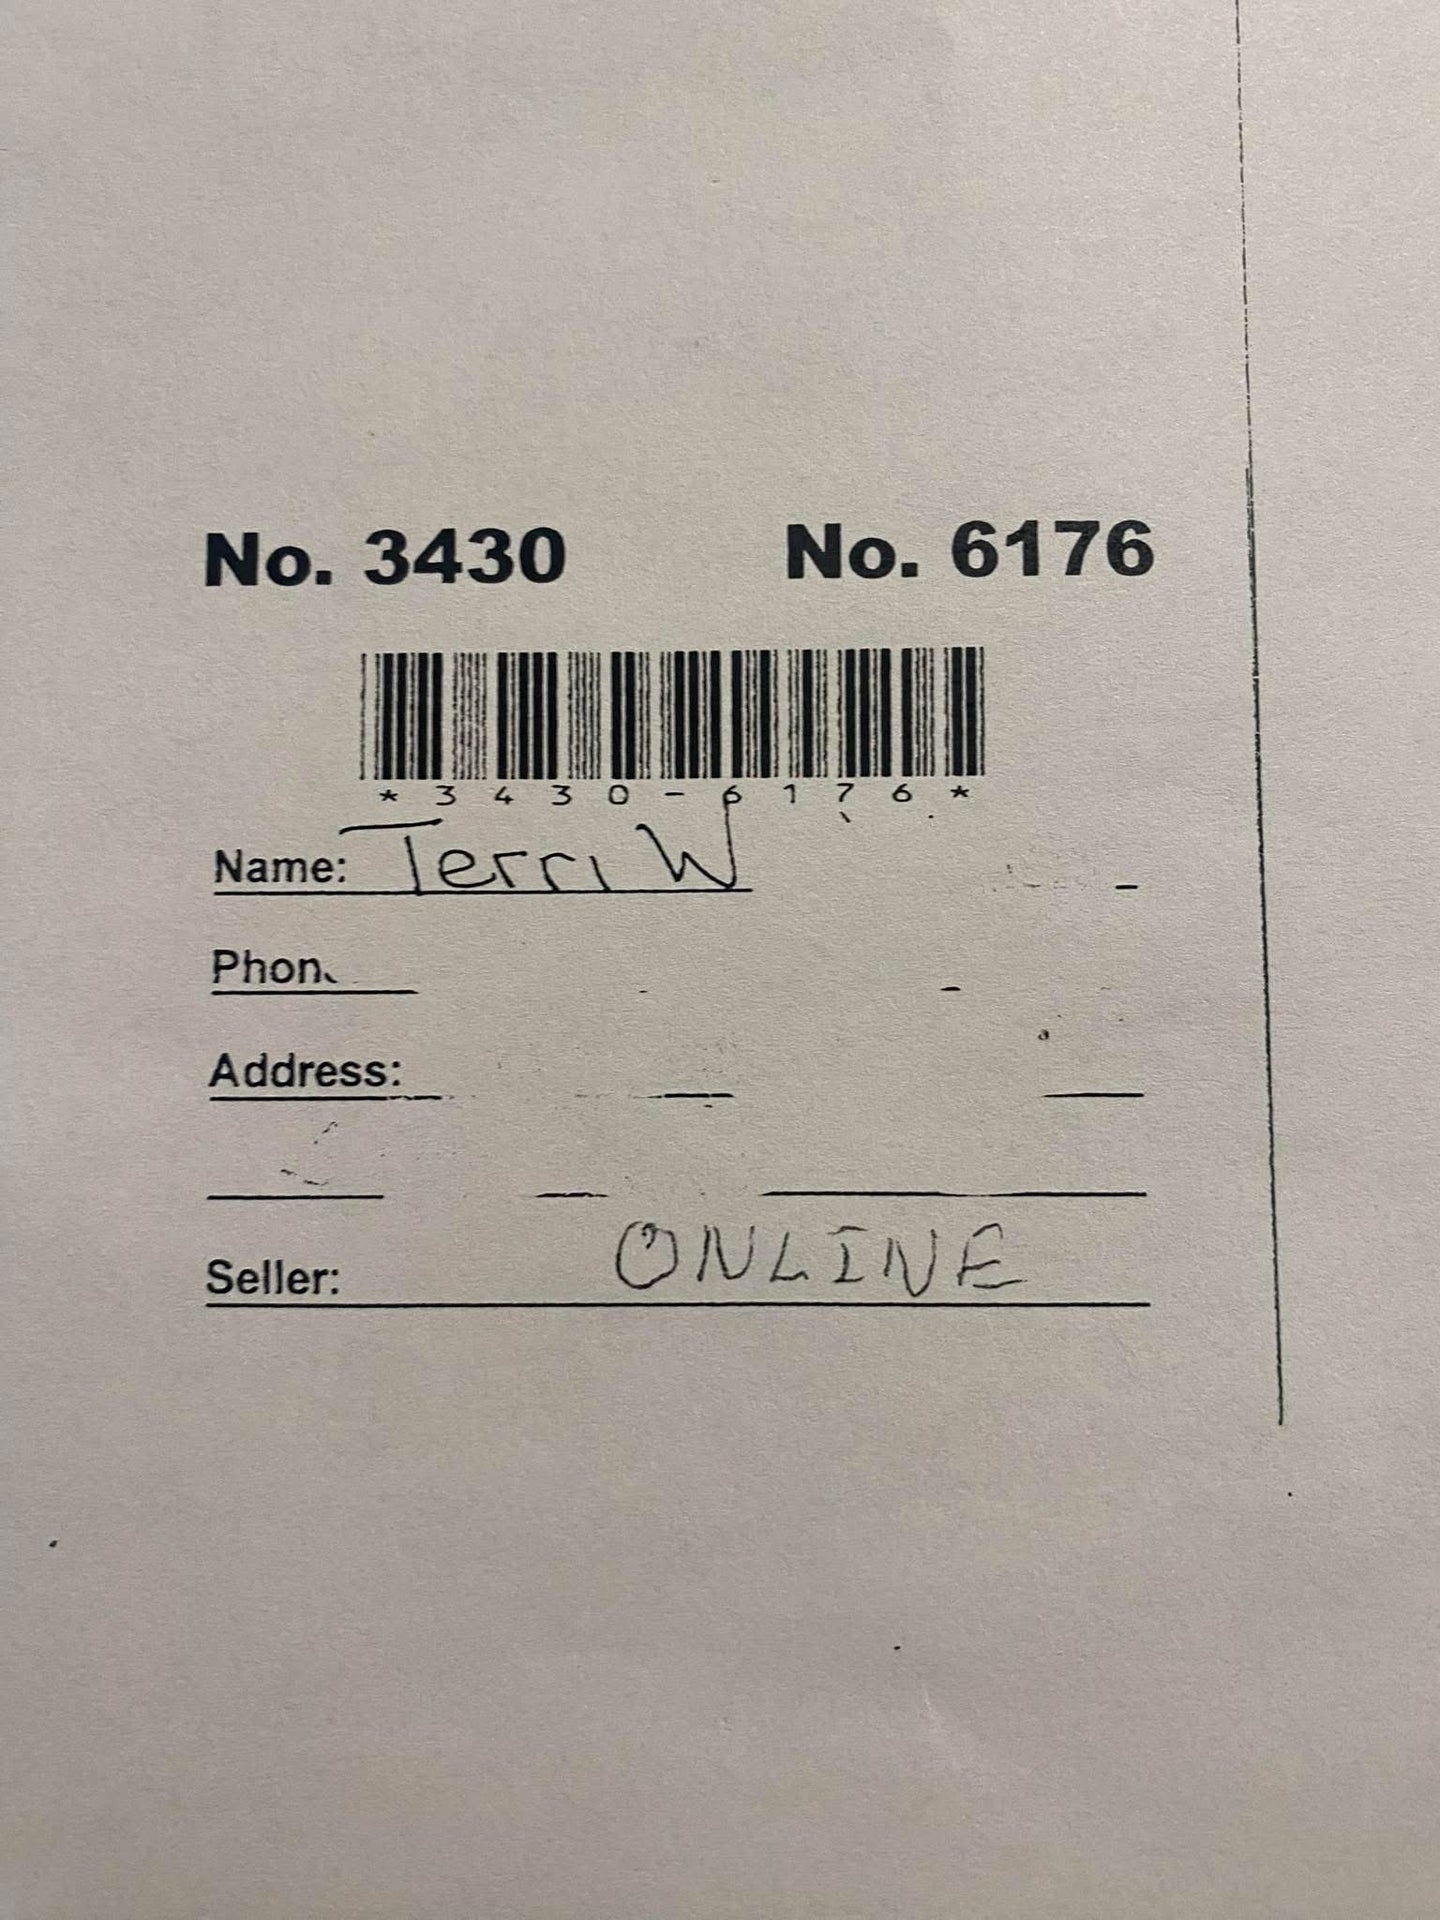 No. 3430 No. 6176
*3430-6176*
Name: Terri W
Phon
Address:
Seller: ONLINE